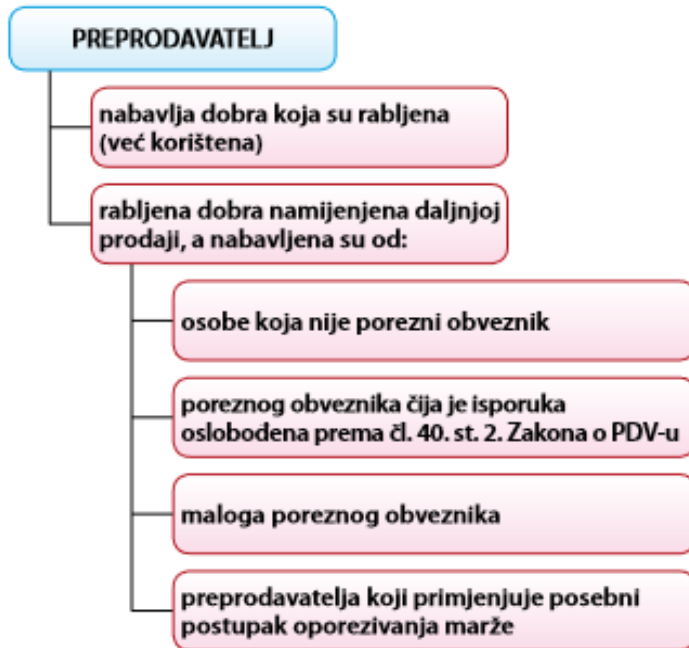 PREPRODAVATELJ
nabavlja dobra koja su rabljena
(već korištena)
rabljena dobra namijenjena daljnjoj
prodaji, a nabavljena su od:
osobe koja nije porezni obveznik
poreznog obveznika čija je isporuka
oslobođena prema čl. 40. st. 2. Zakona o PDV-u
maloga poreznog obveznika
preprodavatelja koji primjenjuje posebni
postupak oporezivanja marže